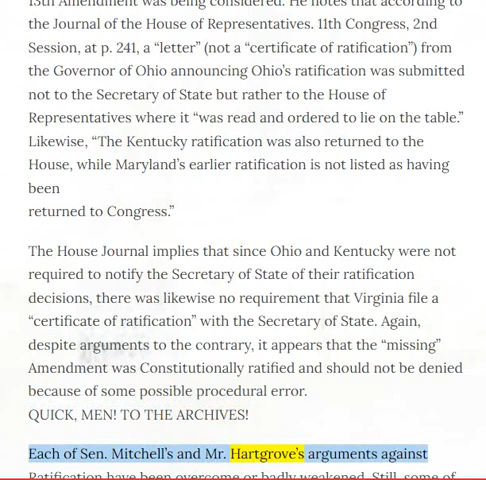 13th Amendment was being considered. He notes that according to
the Journal of the House of Representatives. 11th Congress, 2nd
Session, at p. 241, a “letter” (not a “certificate of ratification”) from
the Governor of Ohio announcing Ohio’s ratification was submitted
not to the Secretary of State but rather to the House of
Representatives where it “was read and ordered to lie on the table.”
Likewise, “The Kentucky ratification was also returned to the
House, while Maryland’s earlier ratification is not listed as having
been
returned to Congress.”
The House Journal implies that since Ohio and Kentucky were not
required to notify the Secretary of State of their ratification
decisions, there was likewise no requirement that Virginia file a
“certificate of ratification” with the Secretary of State. Again,
despite arguments to the contrary, it appears that the “missing”
Amendment was Constitutionally ratified and should not be denied
because of some possible procedural error.
QUICK, MEN! TO THE ARCHIVES!
Each of Sen. Mitchell’s and Mr. Hartgrove’s arguments against
Ratification have been overcome or badly weakened. Still, some of